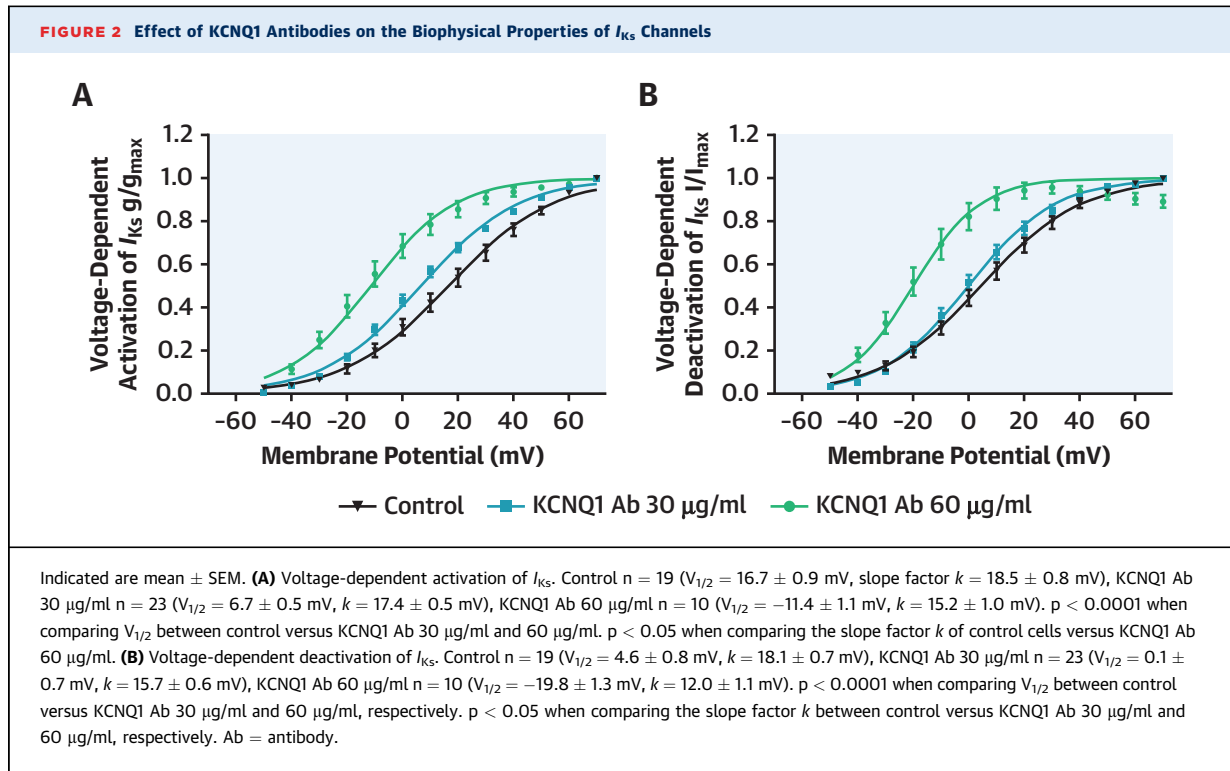 FIGURE 2 Effect of KCNQ1 Antibodies on the Biophysical Properties of IKs Channels
A
Voltage-Dependent
Activation of IKs g/gmax
1.2
1.0
0.8
0.6
0.4
0.2
0.0
-60 -40 -20 0 20 40 60
Membrane Potential (mV)
B
Voltage-Dependent
Deactivation of IKs I/Imax
1.2
1.0
0.8
0.6
0.4
0.2
0.0
-60 -40 -20 0 20 40 60
Membrane Potential (mV)
Control KCNQ1 Ab 30 μg/ml KCNQ1 Ab 60 μg/ml
Indicated are mean ± SEM. (A) Voltage-dependent activation of IKs. Control n = 19 (V1/2 = 16.7 ± 0.9 mV, slope factor k = 18.5 ± 0.8 mV), KCNQ1 Ab
30 μg/ml n = 23 (V1/2 = 6.7 ± 0.5 mV, k = 17.4 ± 0.5 mV), KCNQ1 Ab 60 μg/ml n = 10 (V1/2 = −11.4 ± 1.1 mV, k = 15.2 ± 1.0 mV). p < 0.0001 when
comparing V1/2 between control versus KCNQ1 Ab 30 μg/ml and 60 μg/ml. p < 0.05 when comparing the slope factor k of control cells versus KCNQ1 Ab
60 μg/ml. (B) Voltage-dependent deactivation of IKs. Control n = 19 (V1/2 = 4.6 ± 0.8 mV, k = 18.1 ± 0.7 mV), KCNQ1 Ab 30 μg/ml n = 23 (V1/2 = 0.1 ±
0.7 mV, k = 15.7 ± 0.6 mV), KCNQ1 Ab 60 μg/ml n = 10 (V1/2 = −19.8 ± 1.3 mV, k = 12.0 ± 1.1 mV). p < 0.0001 when comparing V1/2 between control
versus KCNQ1 Ab 30 μg/ml and 60 μg/ml, respectively. p < 0.05 when comparing the slope factor k between control versus KCNQ1 Ab 30 μg/ml and
60 μg/ml, respectively. Ab = antibody.